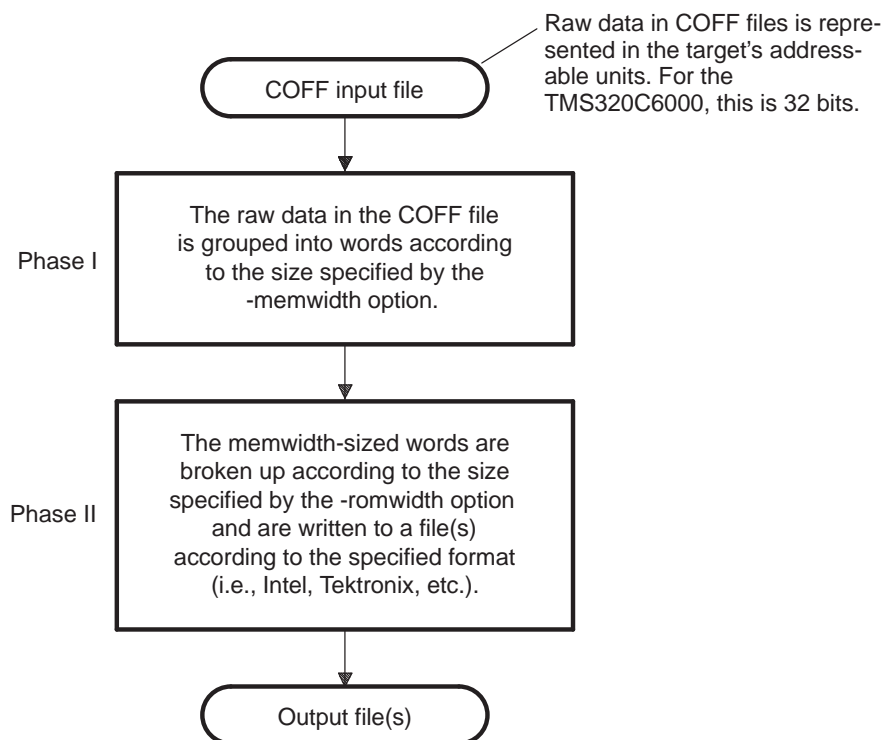 Raw data in COFF files is repre-
sented in the target's address-
able units. For the
TMS320C6000, this is 32 bits.
COFF input file
Phase I
The raw data in the COFF file
is grouped into words according
to the size specified by the
-memwidth option.
Phase II
The memwidth-sized words are
broken up according to the size
specified by the -romwidth option
and are written to a file(s)
according to the specified format
(i.e., Intel, Tektronix, etc.).
Output file(s)